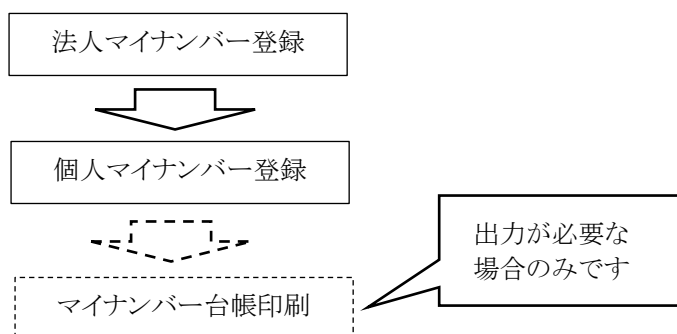 法人マイナンバー登録
個人マイナンバー登録
出力が必要な
場合のみです
マイナンバー台帳印刷